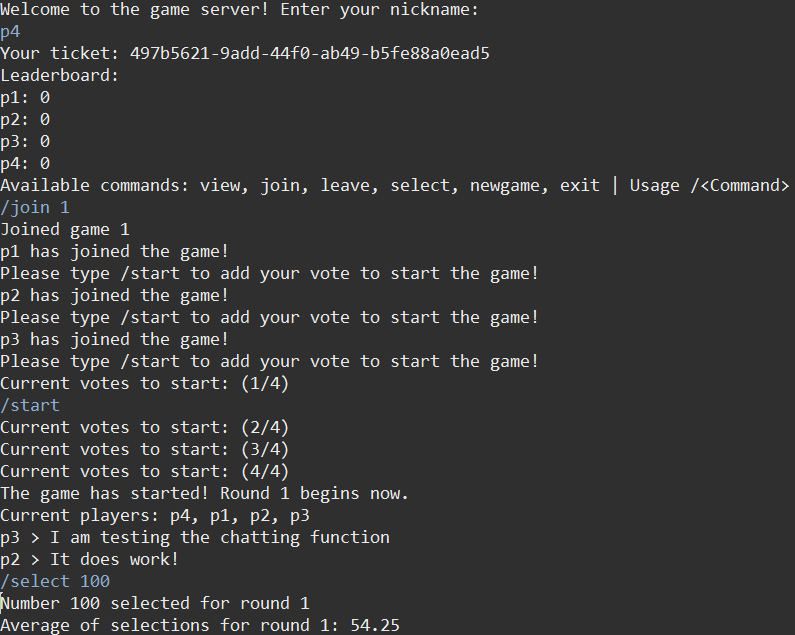 Welcome to the game server! Enter your nickname:
p4
Your ticket: 497b5621-9add-44f0-ab49-b5fe88a0ead5
Leaderboard:
p1: 0
p2: 0
p3: 0
p4: 0
Available commands: view, join, leave, select, newgame, exit | Usage /<Command>
/join 1
Joined game 1
p1 has joined the game!
Please type /start to add your vote to start the game!
p2 has joined the game!
Please type /start to add your vote to start the game!
p3 has joined the game!
Please type /start to add your vote to start the game!
Current votes to start: (1/4)
/start
Current votes to start: (2/4)
Current votes to start: (3/4)
Current votes to start: (4/4)
The game has started! Round 1 begins now.
Current players: p4, p1, p2, p3
p3 > I am testing the chatting function
p2 > It does work!
/select 100
Number 100 selected for round 1
Average of selections for round 1: 54.25